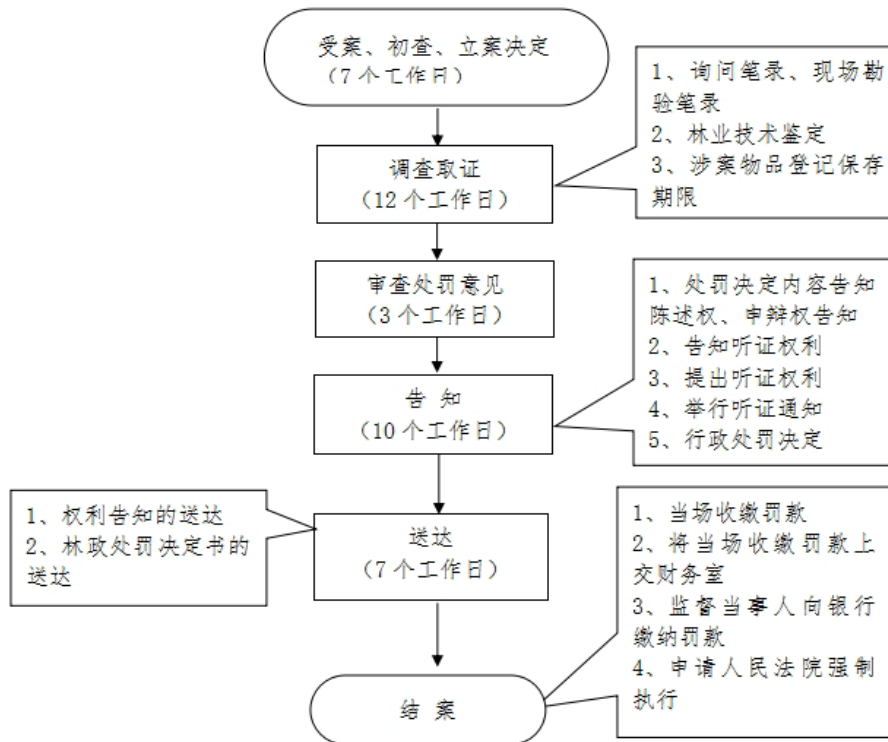 受案、初查、立案决定
（7 个工作日）
1、询问笔录、现场勘
验笔录
2、林业技术鉴定
3、涉案物品登记保存
期限
调查取证
（12 个工作日）
审查处罚意见
（3 个工作日）
1、处罚决定内容告知
陈述权、申辩权告知
2、告知听证权利
3、提出听证权利
4、举行听证通知
5、行政处罚决定
告 知
（10 个工作日）
1、权利告知的送达
2、林政处罚决定书的
送达
送达
（7 个工作日）
1、当场收缴罚款
2、将当场收缴罚款上
交财务室
3、监督当事人向银行
缴纳罚款
4、申请人民法院强制
执行
结 案